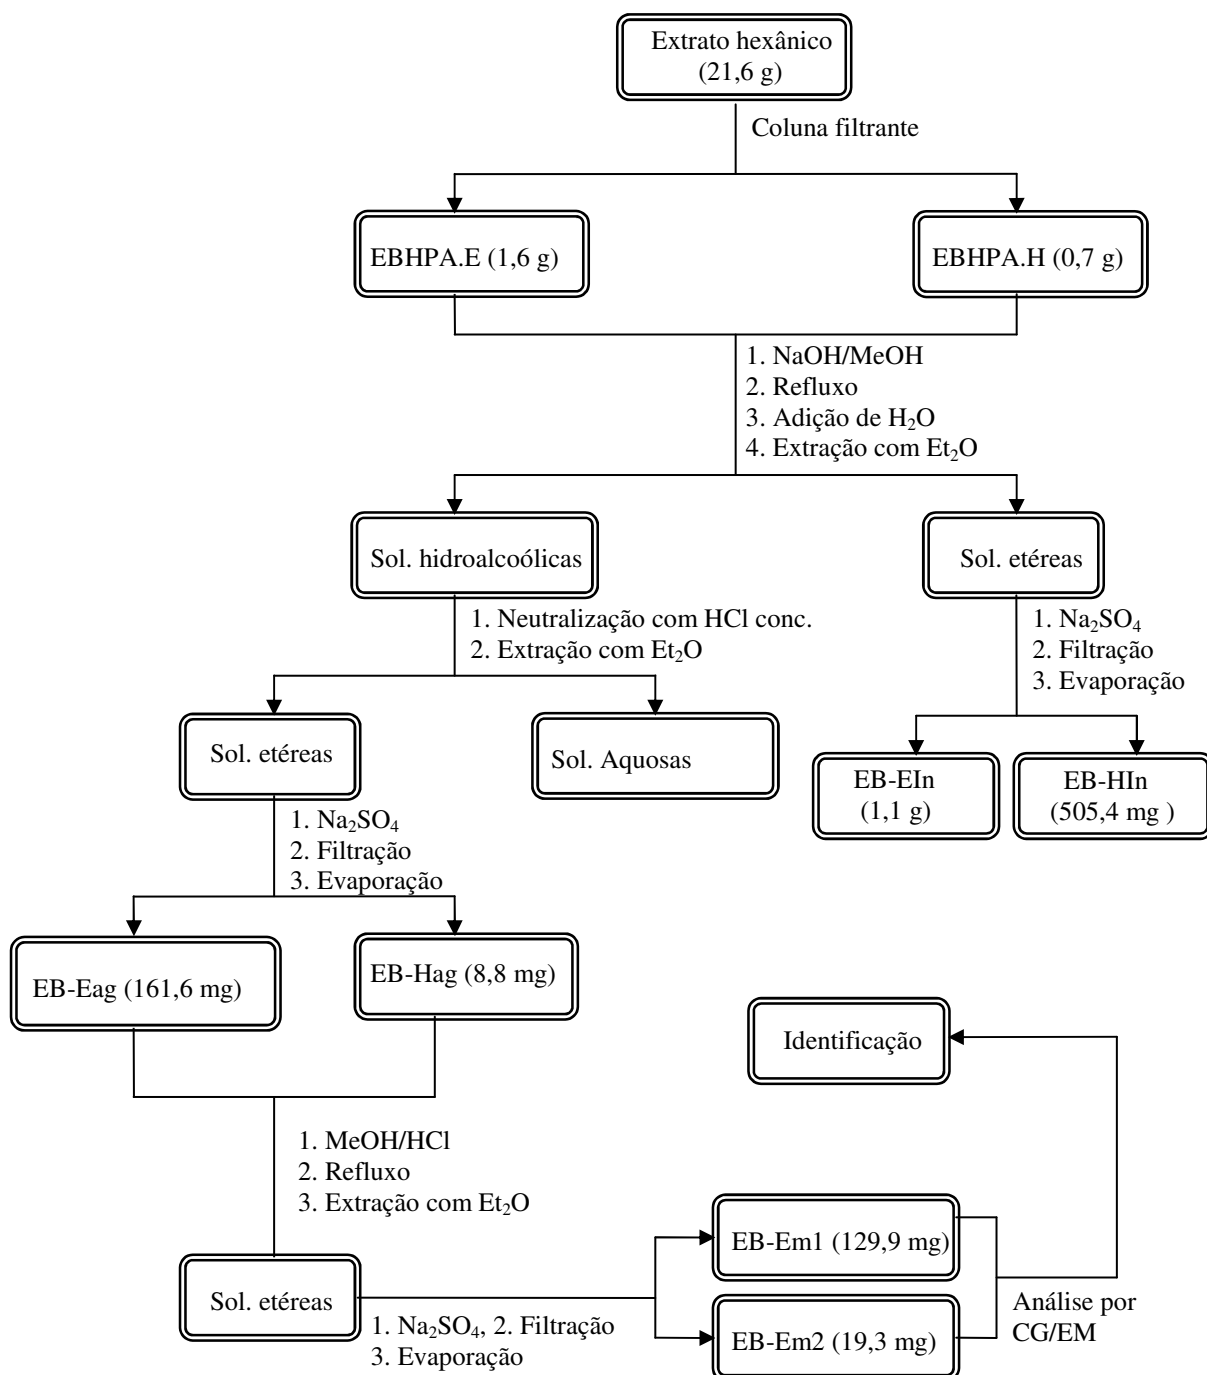 Extrato hexânico
(21,6 g)
Coluna filtrante
EBHPA.E (1,6 g)
EBHPA.H (0,7 g)
1. NaOH/MeOH
2. Refluxo
3. Adição de H₂O
4. Extração com Et₂O
Sol. hidroalcoólicas
Sol. etéreas
1. Neutralização com HCl conc.
2. Extração com Et₂O
1. Na₂SO₄
2. Filtração
3. Evaporação
Sol. etéreas
Sol. Aquosas
EB-EIn
(1,1 g)
EB-HIn
(505,4 mg )
1. Na₂SO₄
2. Filtração
3. Evaporação
EB-Eag (161,6 mg)
EB-Hag (8,8 mg)
Identificação
1. MeOH/HCl
2. Refluxo
3. Extração com Et₂O
Sol. etéreas
1. Na₂SO₄, 2. Filtração
3. Evaporação
EB-Em1 (129,9 mg)
EB-Em2 (19,3 mg)
Análise por
CG/EM